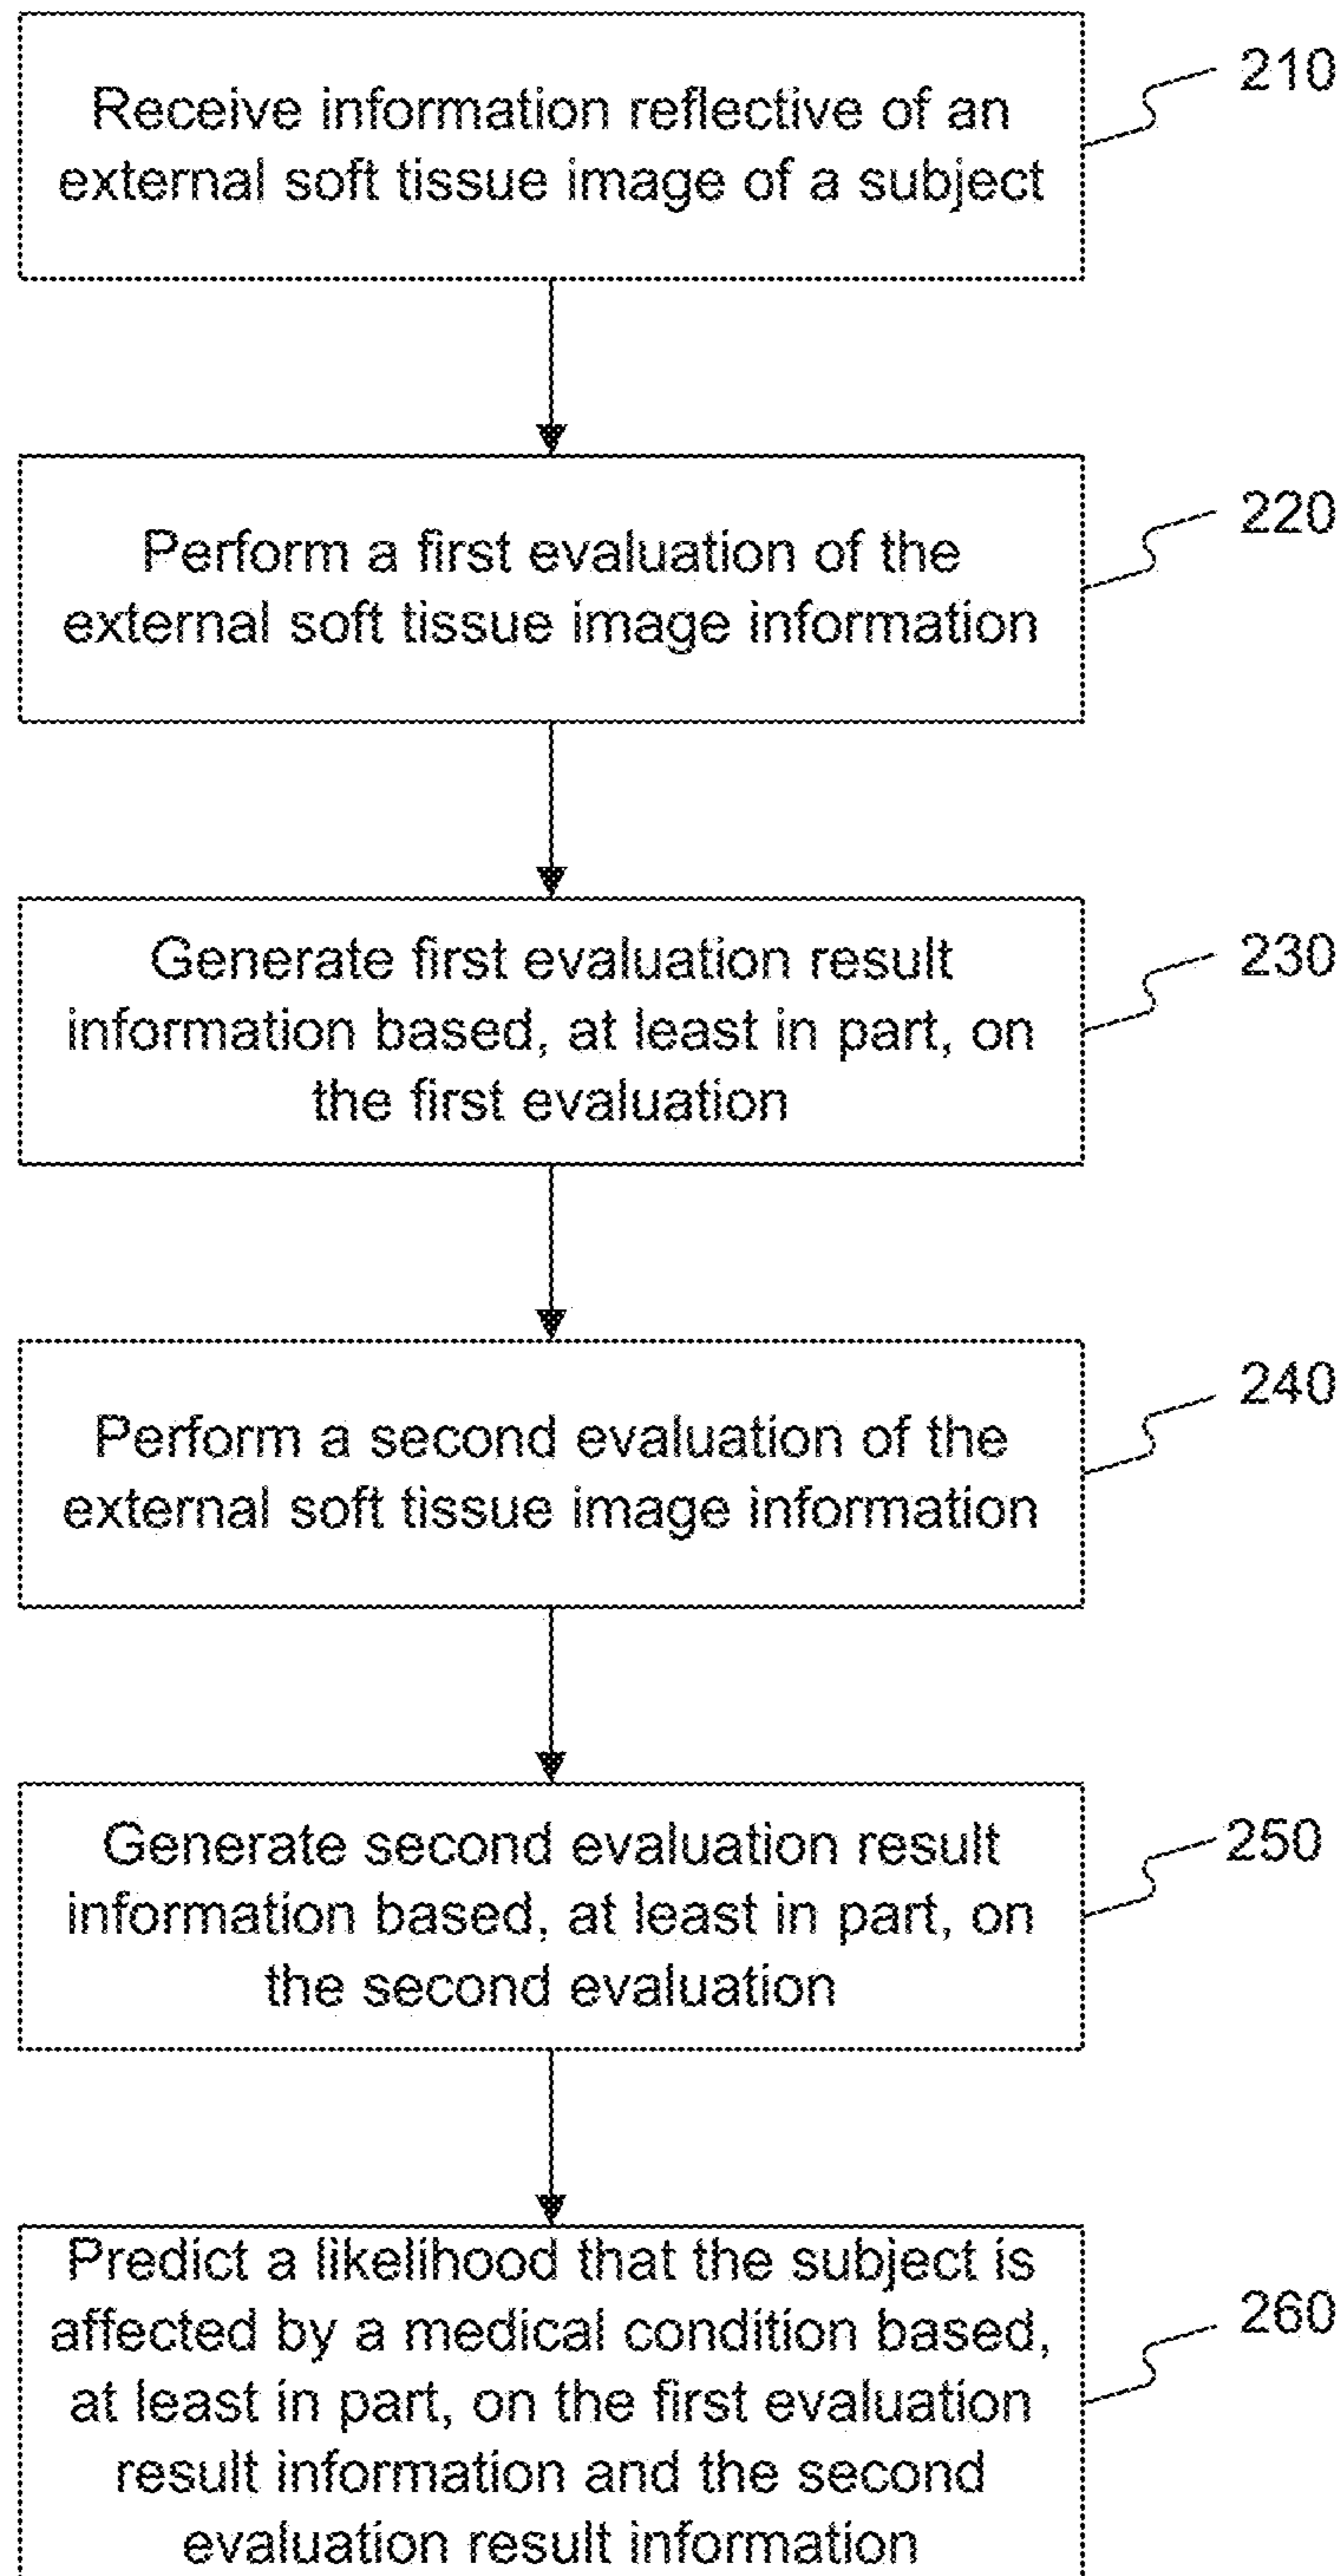 Receive information reflective of an
external soft tissue image of a subject
210
Perform a first evaluation of the
external soft tissue image information
220
Generate first evaluation result
information based, at least in part, on
the first evaluation
230
Perform a second evaluation of the
external soft tissue image information
240
Generate second evaluation result
information based, at least in part, on
the second evaluation
250
Predict a likelihood that the subject is
affected by a medical condition based,
at least in part, on the first evaluation
result information and the second
evaluation result information
260